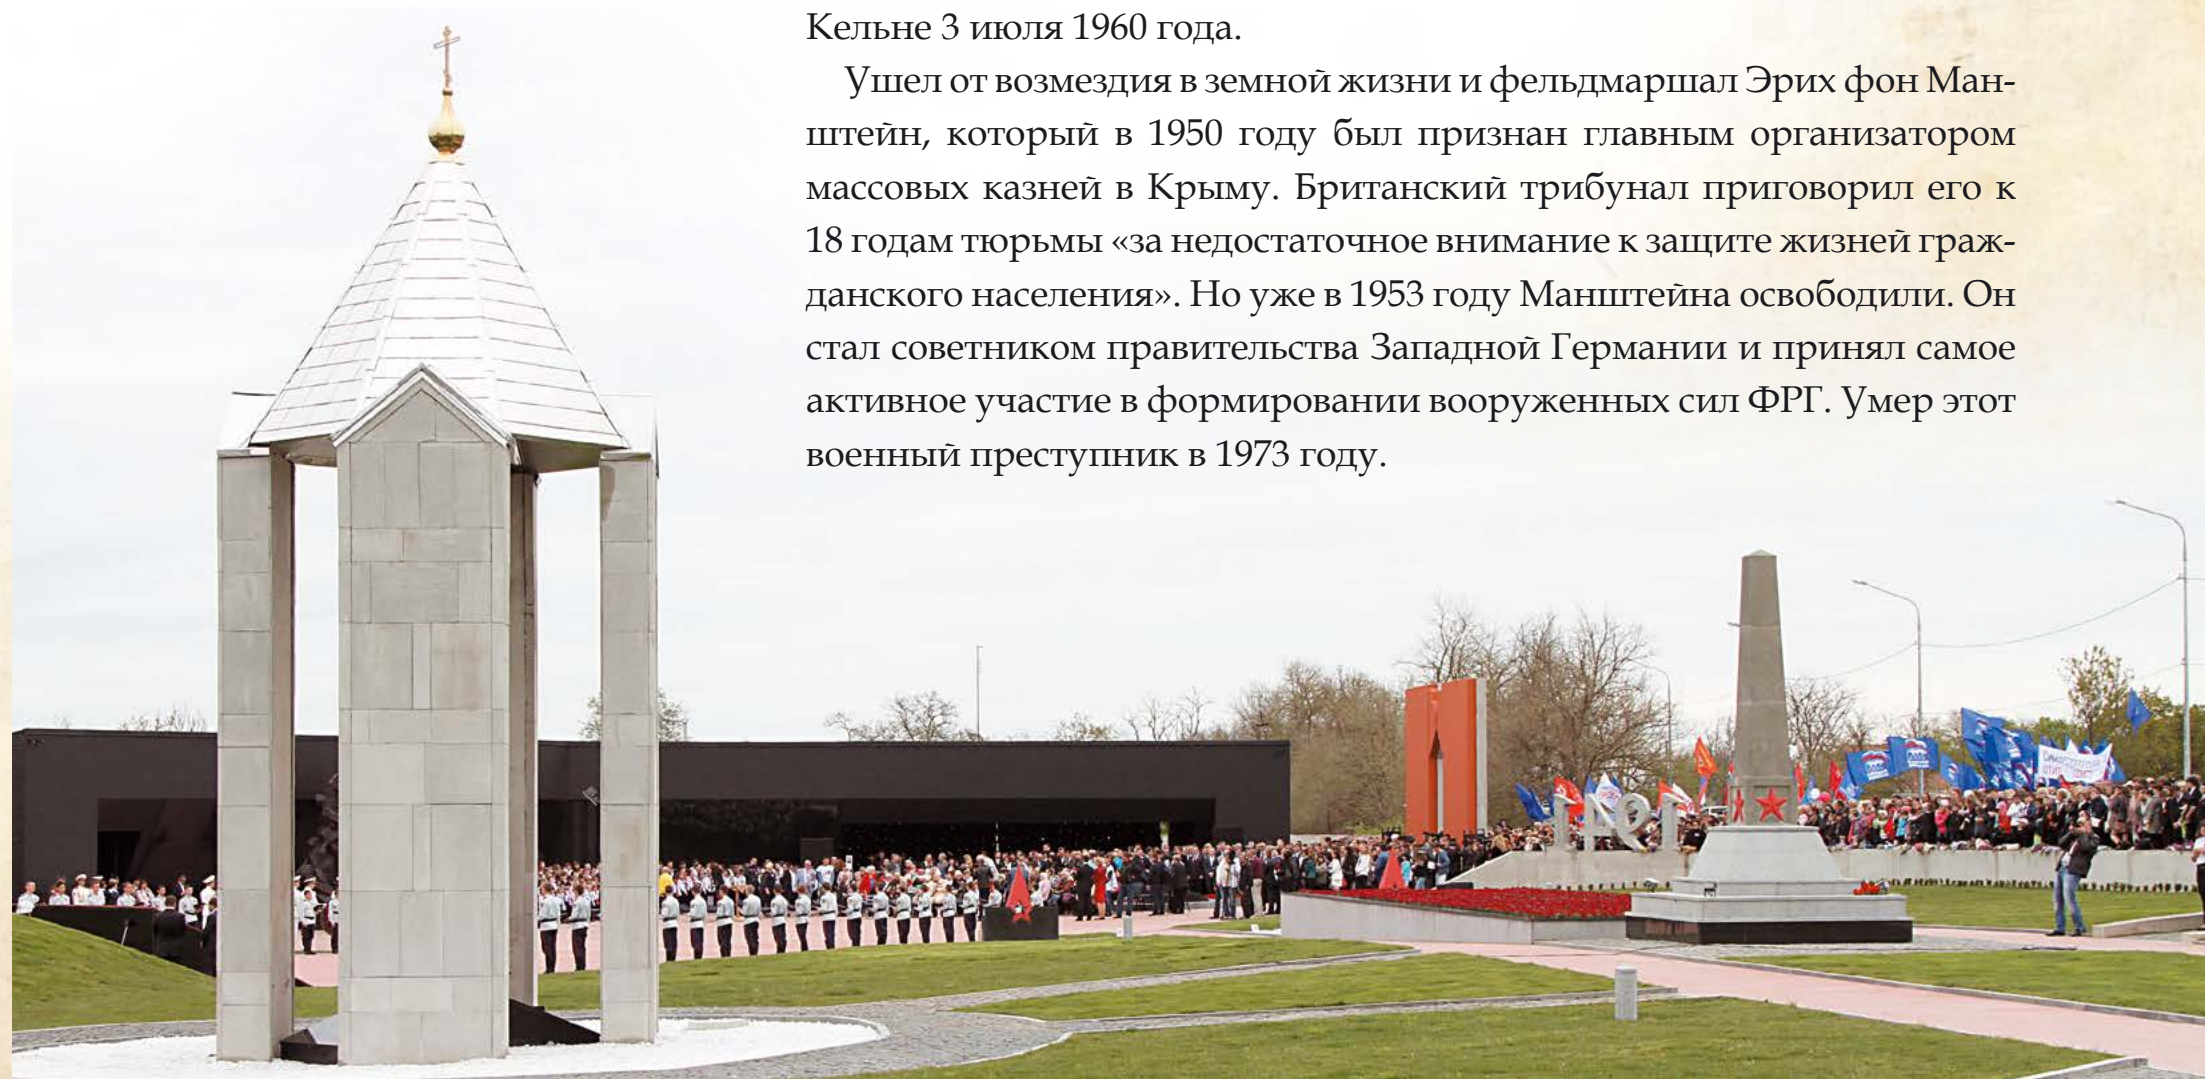 Кельне 3 июля 1960 года.
Ушел от возмездия в земной жизни и фельдмаршал Эрих фон Ман-
штейн, который в 1950 году был признан главным организатором
массовых казней в Крыму. Британский трибунал приговорил его к
18 годам тюрьмы «за недостаточное внимание к защите жизней граж-
данского населения». Но уже в 1953 году Манштейна освободили. Он
стал советником правительства Западной Германии и принял самое
активное участие в формировании вооруженных сил ФРГ. Умер этот
военный преступник в 1973 году.
1941